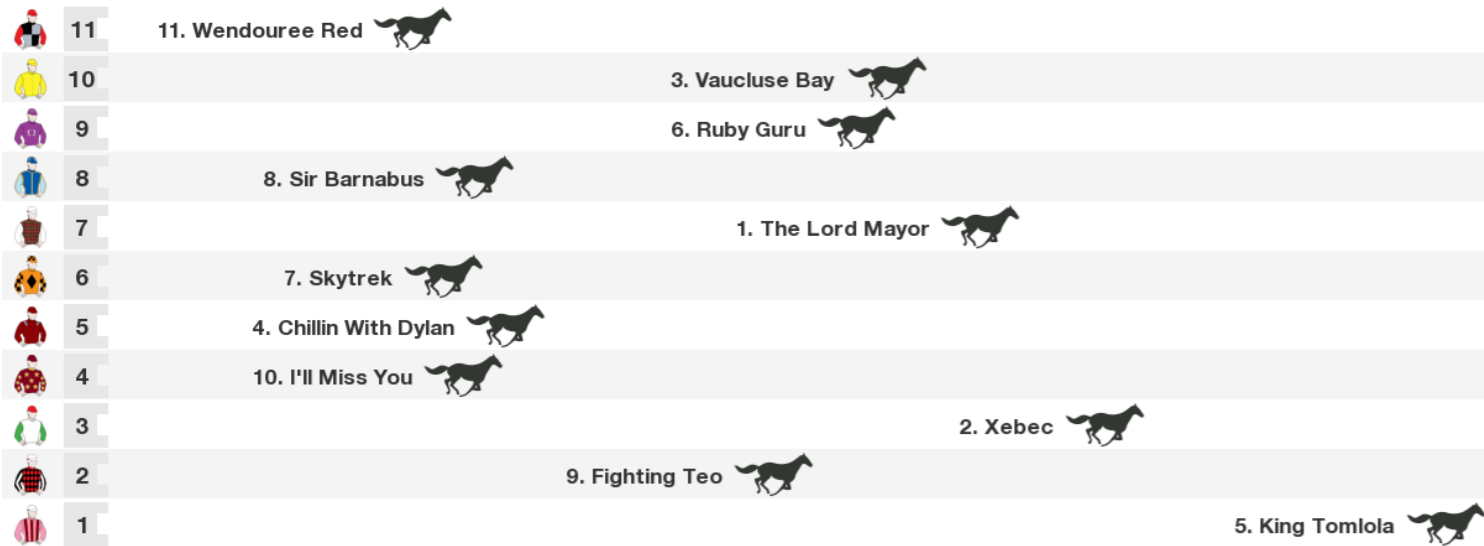 11 11. Wendouree Red
10 3. Vaucluse Bay
9 6. Ruby Guru
8 8. Sir Barnabus
7 1. The Lord Mayor
6 7. Skytrek
5 4. Chillin With Dylan
4 10. I'll Miss You
3 2. Xebec
2 9. Fighting Teo
1 5. King Tomlola